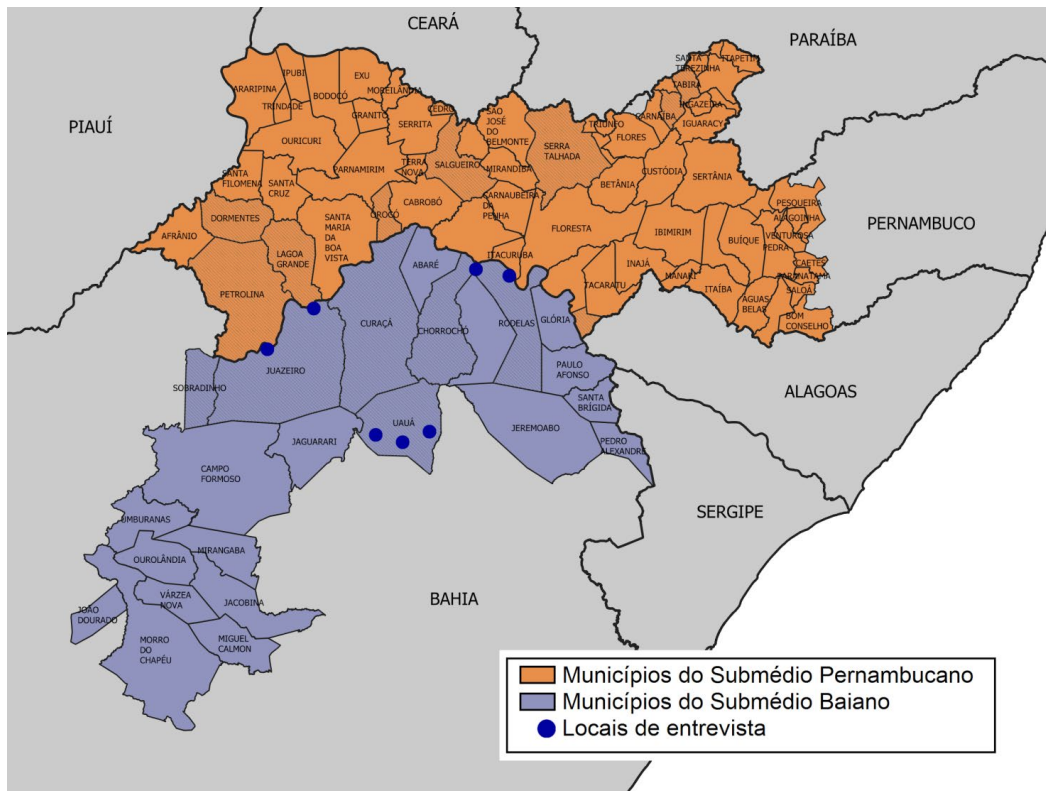 CEARÁ
PARAÍBA
PIAUÍ
PERNAMBUCO
ALAGOAS
SERGIPE
BAHIA
IPUBI
EXU
ARARIPINA
BODOCÓ
MOREILÂNDIA
TRINDADE
GRANITO
CEDRO
SERRITA
SÃO
JOSÉ
DO
BELMONTE
OURICURI
PARNAMIRIM
TERRA
NOVA
SALGUEIRO
MIRANDIBA
SERRA
TALHADA
TRIUNFO
FLORES
CARNAÍBA
SANTA
TEREZINHA
ITAPETIM
TABIRA
INGAZEIRA
IGUARACY
SANTA
FILOMENA
SANTA
CRUZ
BETÂNIA
CUSTÓDIA
SERTÂNIA
DORMENTES
SANTA
MARIA
DA BOA
VISTA
OROCÓ
CABROBÓ
CARNAUBEIRA
DA
PENHA
FLORESTA
IBIMIRIM
BUÍQUE
PESQUEIRA
ALAGOINHA
VENTUROSA
PEDRA
AFRÂNIO
LAGOA
GRANDE
ITACURUBA
INAJÁ
MANARI
TACARATU
ITAÍBA
CAETÉS
PARANATAMA
SALOÁ
ÁGUAS
BELAS
BOM
CONSELHO
PETROLINA
ABARÉ
CURAÇÁ
CHORROCHÓ
RODELAS
GLÓRIA
JUAZEIRO
PAULO
AFONSO
SOBRADINHO
SANTA
BRÍGIDA
UAUÁ
JEREMOABO
PEDRO
ALEXANDRE
JAGUARARI
CAMPO
FORMOSO
UMBURANAS
MIRANGABA
OUROLÂNDIA
VÁRZEA
NOVA
JACOBINA
JOÃO
DOURADO
MORRO
DO
CHAPÉU
MIGUEL
CALMON
Municípios do Submédio Pernambucano
Municípios do Submédio Baiano
Locais de entrevista